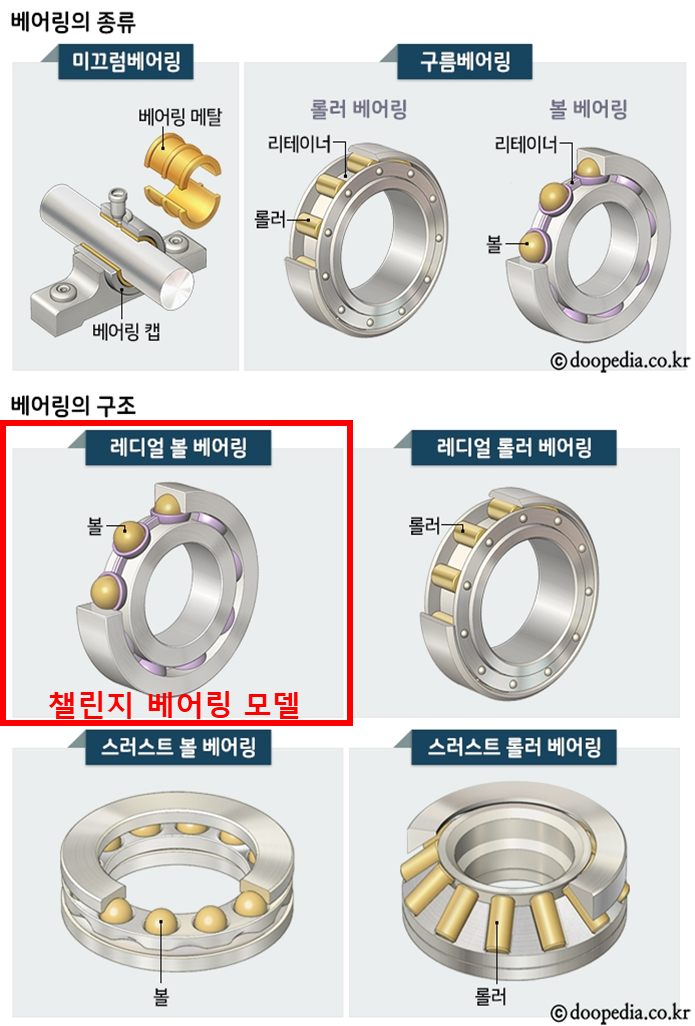 베어링의 종류
미끄럼베어링
구름베어링
베어링 메탈
베어링 캡
롤러 베어링
볼 베어링
리테이너
롤러
리테이너
볼
ⓒdoopedia.co.kr
베어링의 구조
레디얼 볼 베어링
레디얼 롤러 베어링
볼
롤러
챌린지 베어링 모델
스러스트 볼 베어링
스러스트 롤러 베어링
볼
롤러
ⓒdoopedia.co.kr